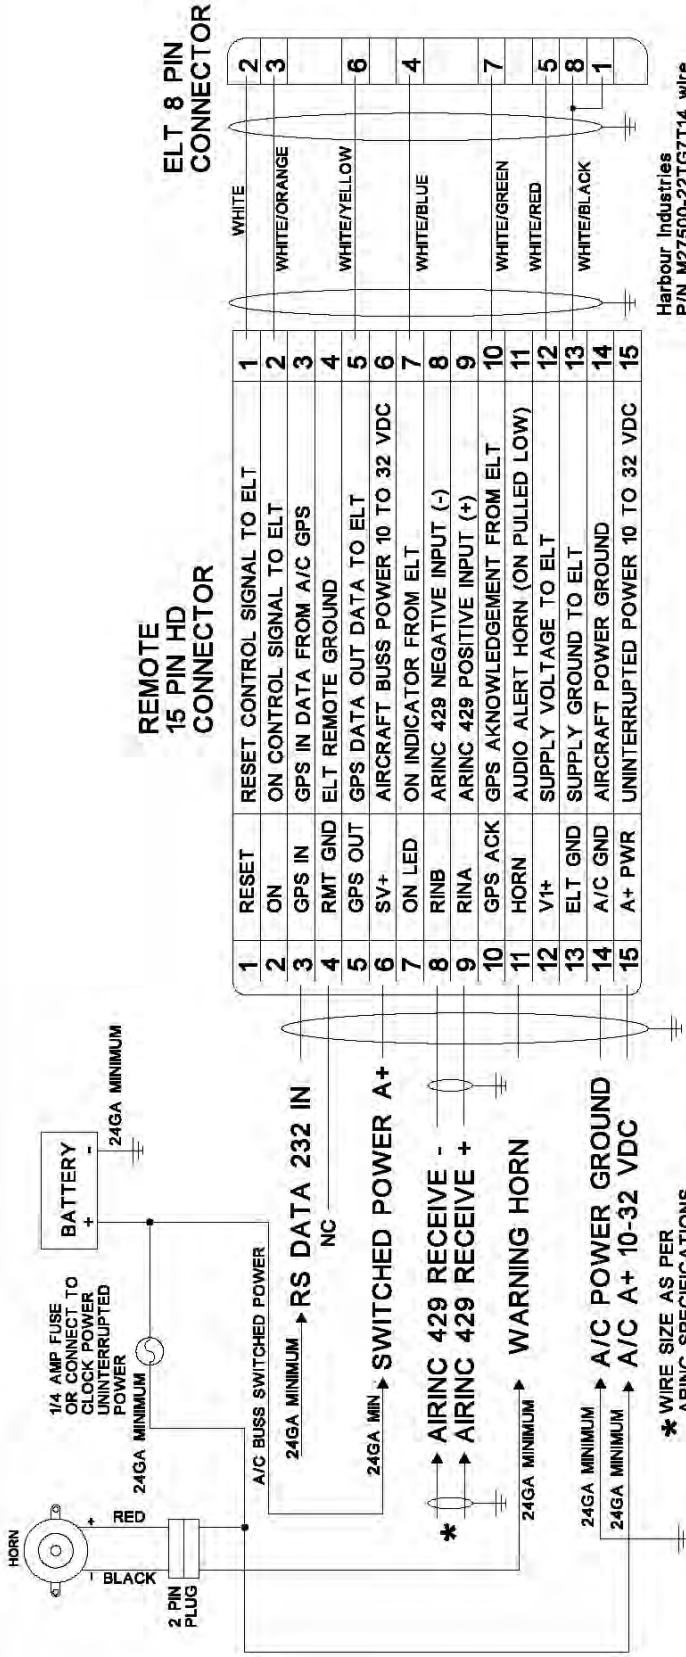 HORN
+
-
RED
BLACK
2 PIN
PLUG
1/4 AMP FUSE
OR CONNECT TO
CLOCK POWER
UNINTERRUPTED
POWER
24GA MINIMUM
BATTERY
+ -
24GA MINIMUM
A/C BUSS SWITCHED POWER
24GA MINIMUM
RS DATA 232 IN
NC
24GA MIN
SWITCHED POWER A+
*
AIRINC 429 RECEIVE -
AIRINC 429 RECEIVE +
24GA MINIMUM
WARNING HORN
24GA MINIMUM
A/C POWER GROUND
24GA MINIMUM
A/C A+ 10-32 VDC
* WIRE SIZE AS PER
ARINC SPECIFICATIONS
REMOTE
15 PIN HD
CONNECTOR
1 RESET RESET CONTROL SIGNAL TO ELT 1
2 ON ON CONTROL SIGNAL TO ELT 2
3 GPS IN GPS IN DATA FROM A/C GPS 3
4 RMT GND ELT REMOTE GROUND 4
5 GPS OUT GPS DATA OUT DATA TO ELT 5
6 SV+ AIRCRAFT BUSS POWER 10 TO 32 VDC 6
7 ON LED ON INDICATOR FROM ELT 7
8 RINB ARINC 429 NEGATIVE INPUT (-) 8
9 RINA ARINC 429 POSITIVE INPUT (+) 9
10 GPS ACK GPS AKNOWLEDGEMENT FROM ELT 10
11 HORN AUDIO ALERT HORN (ON PULLED LOW) 11
12 V1+ SUPPLY VOLTAGE TO ELT 12
13 ELT GND SUPPLY GROUND TO ELT 13
14 A/C GND AIRCRAFT POWER GROUND 14
15 A+ PWR UNINTERRUPTED POWER 10 TO 32 VDC 15
ELT 8 PIN
CONNECTOR
WHITE 2
WHITE/ORANGE 3
WHITE/YELLOW 6
WHITE/BLUE 4
WHITE/GREEN 7
WHITE/RED 5
WHITE/BLACK 8
1
Harbour Industries
P/N M27500-22TG7T14 wire